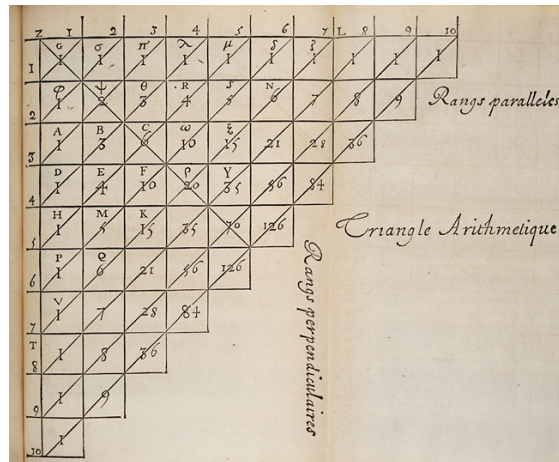 Z 1 2 3 4 5 6 7 L 8 9 10
G σ π λ μ δ ζ
1 1 1 1 1 1 1 1 1 1 1
φ ψ θ R S N
2 1 2 3 4 5 6 7 8 9 Rangs paralleles
A B C ω ξ
3 1 3 6 10 15 21 28 36
D E F ρ Y
4 1 4 10 20 35 56 84
H M K
5 1 5 15 35 70 126 Triangle Arithmetique
P Q
6 1 6 21 56 126
V
7 1 7 28 84
T
8 1 8 36
9 1 9
10 1
Rangs perpendiculaires